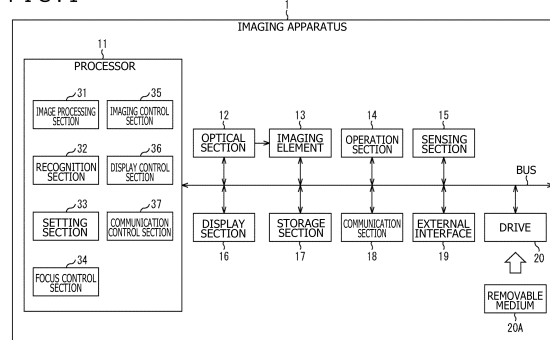 1
IMAGING APPARATUS
11
PROCESSOR
31
IMAGE PROCESSING
SECTION
35
IMAGING CONTROL
SECTION
32
RECOGNITION
SECTION
36
DISPLAY CONTROL
SECTION
33
SETTING
SECTION
37
COMMUNICATION
CONTROL SECTION
34
FOCUS CONTROL
SECTION
12
OPTICAL
SECTION
13
IMAGING
ELEMENT
14
OPERATION
SECTION
15
SENSING
SECTION
BUS
DISPLAY
SECTION
16
STORAGE
SECTION
17
COMMUNICATION
SECTION
18
EXTERNAL
INTERFACE
19
DRIVE
20
REMOVABLE
MEDIUM
20A